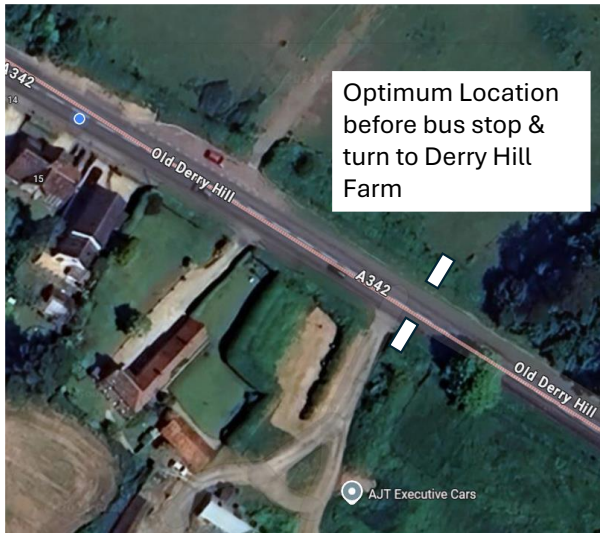 A342
14
Optimum Location
before bus stop &
turn to Derry Hill
Farm
Old Derry Hill
15
A342
Old Derry Hill
AJT Executive Cars